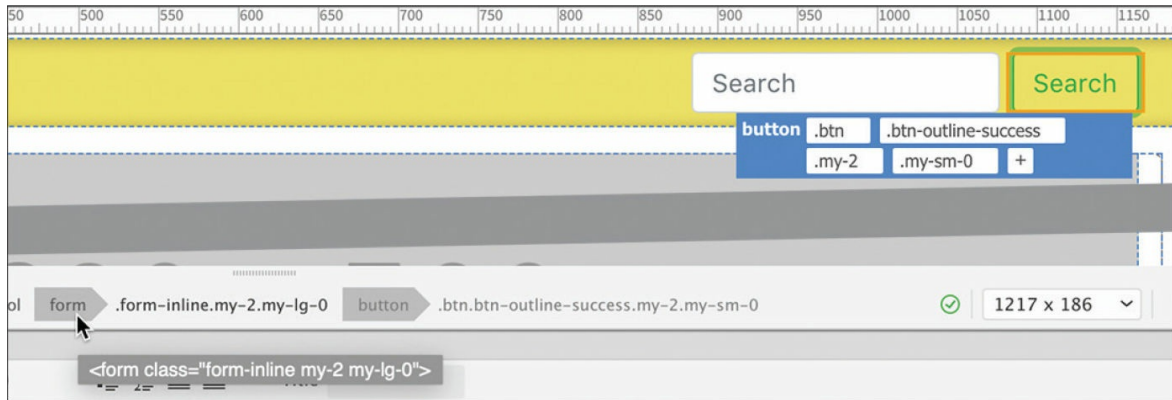 50 500 550 600 650 700 750 800 850 900 950 1000 1050 1100 1150
Search Search
button .btn .btn-outline-success
.my-2 .my-sm-0 +
ol form .form-inline.my-2.my-lg-0 button .btn.btn-outline-success.my-2.my-sm-0 1217 x 186
<form class="form-inline my-2 my-lg-0">